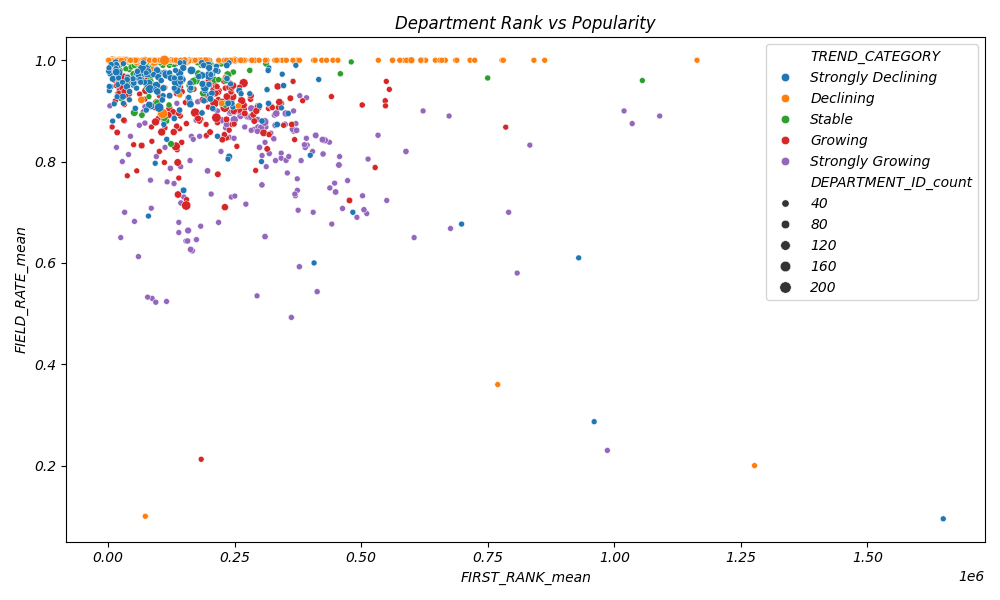 Department Rank vs Popularity
TREND_CATEGORY
Strongly Declining
Declining
Stable
Growing
Strongly Growing
DEPARTMENT_ID_count
40
80
120
160
200
FIELD_RATE_mean
1.0
0.8
0.6
0.4
0.2
0.00 0.25 0.50 0.75 1.00 1.25 1.50
1e6
FIRST_RANK_mean